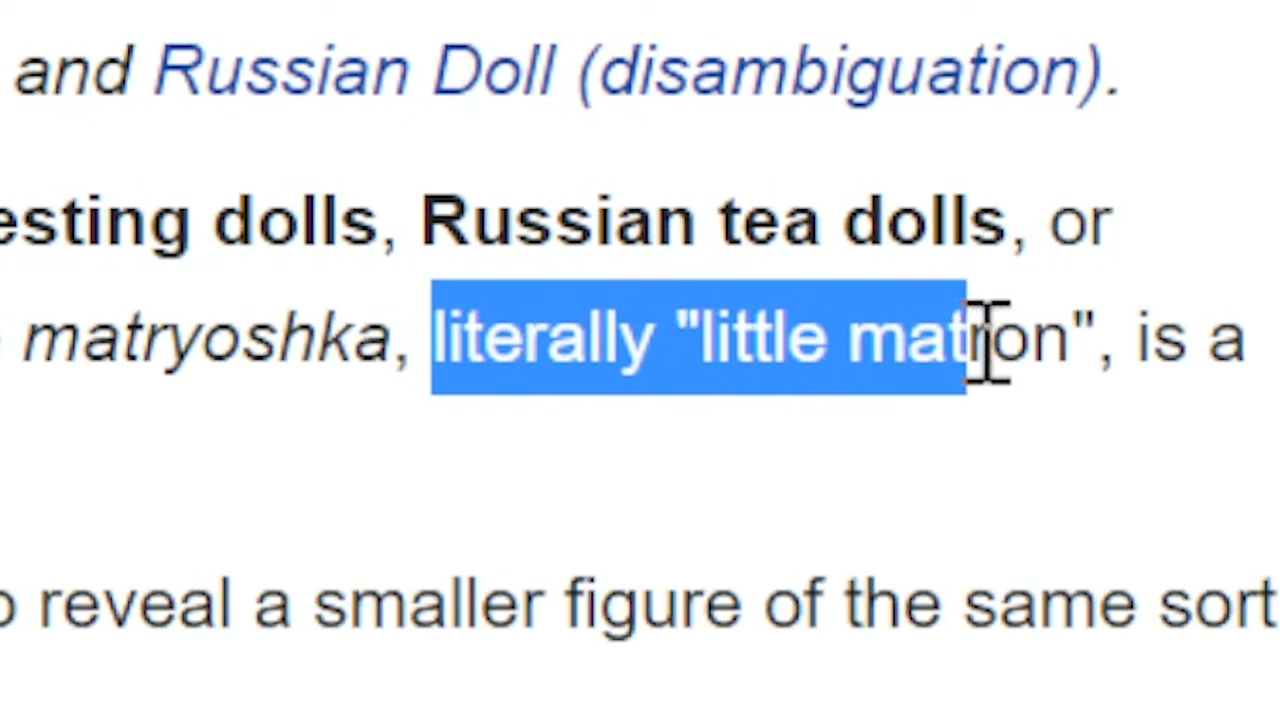 and Russian Doll (disambiguation).
esting dolls, Russian tea dolls, or
matryoshka, literally "little matron", is a
reveal a smaller figure of the same sort